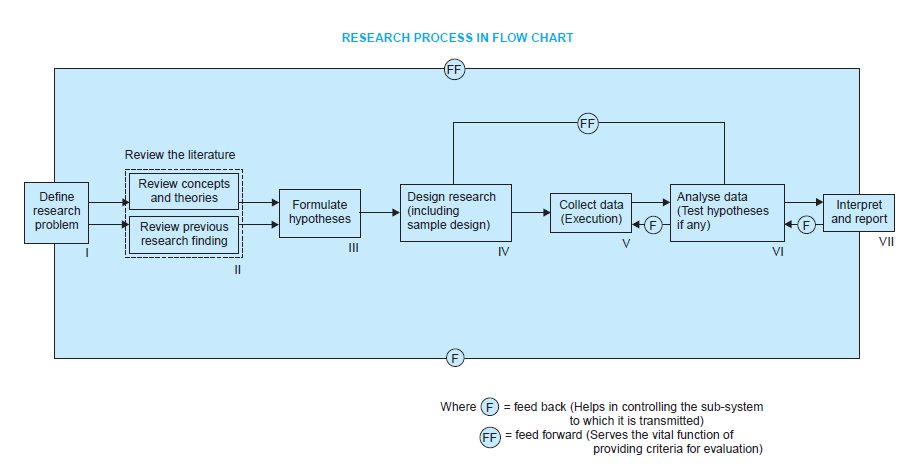 RESEARCH PROCESS IN FLOW CHART
FF
FF
Review the literature
Define
research
problem
I
Review concepts
and theories
Review previous
research finding
II
Formulate
hypotheses
III
Design research
(including
sample design)
IV
Collect data
(Execution)
V
F
Analyse data
(Test hypotheses
if any)
VI
F
Interpret
and report
VII
F
Where F = feed back (Helps in controlling the sub-system
to which it is transmitted)
FF = feed forward (Serves the vital function of
providing criteria for evaluation)